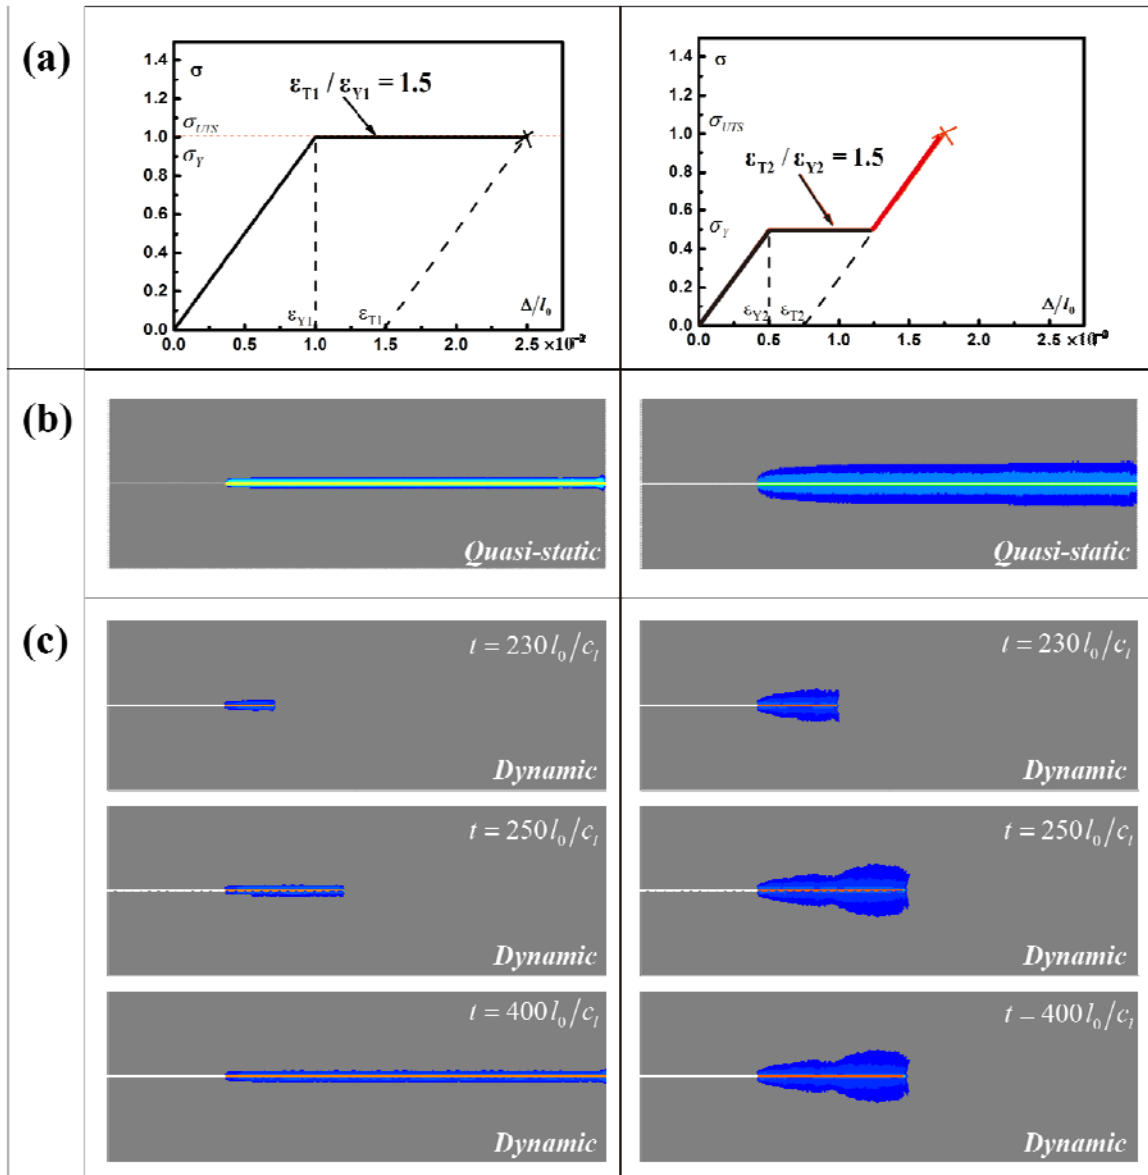 (a)
1.4
σ
1.2
ε_T1 / ε_Y1 = 1.5
σ_UTS
1.0
σ_Y
0.8
0.6
0.4
0.2
ε_Y1
ε_T1
Δ/l_0
0.0
0.0
0.5
1.0
1.5
2.0
2.5
1.4
σ
1.2
σ_UTS
1.0
ε_T2 / ε_Y2 = 1.5
0.8
0.6
σ_Y
0.4
0.2
ε_Y2
ε_T2
Δ/l_0
0.0
0.0
0.5
1.0
1.5
2.0
2.5
(b)
Quasi-static
Quasi-static
(c)
t = 230 l_0/c_l
Dynamic
t = 230 l_0/c_l
Dynamic
t = 250 l_0/c_l
Dynamic
t = 250 l_0/c_l
Dynamic
t = 400 l_0/c_l
Dynamic
t – 400 l_0/c_l
Dynamic